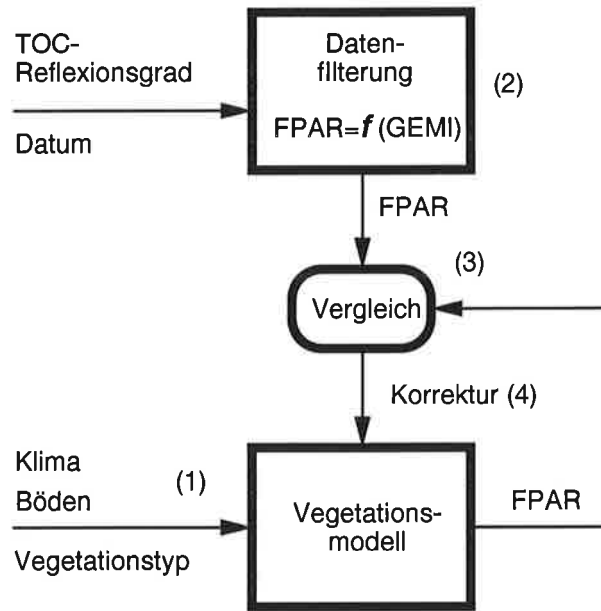 TOC-
Reflexionsgrad
Datum
Daten-
filterung
FPAR=f (GEMI)
(2)
FPAR
(3)
Vergleich
Korrektur (4)
Klima
Böden
(1)
Vegetationstyp
Vegetations-
modell
FPAR